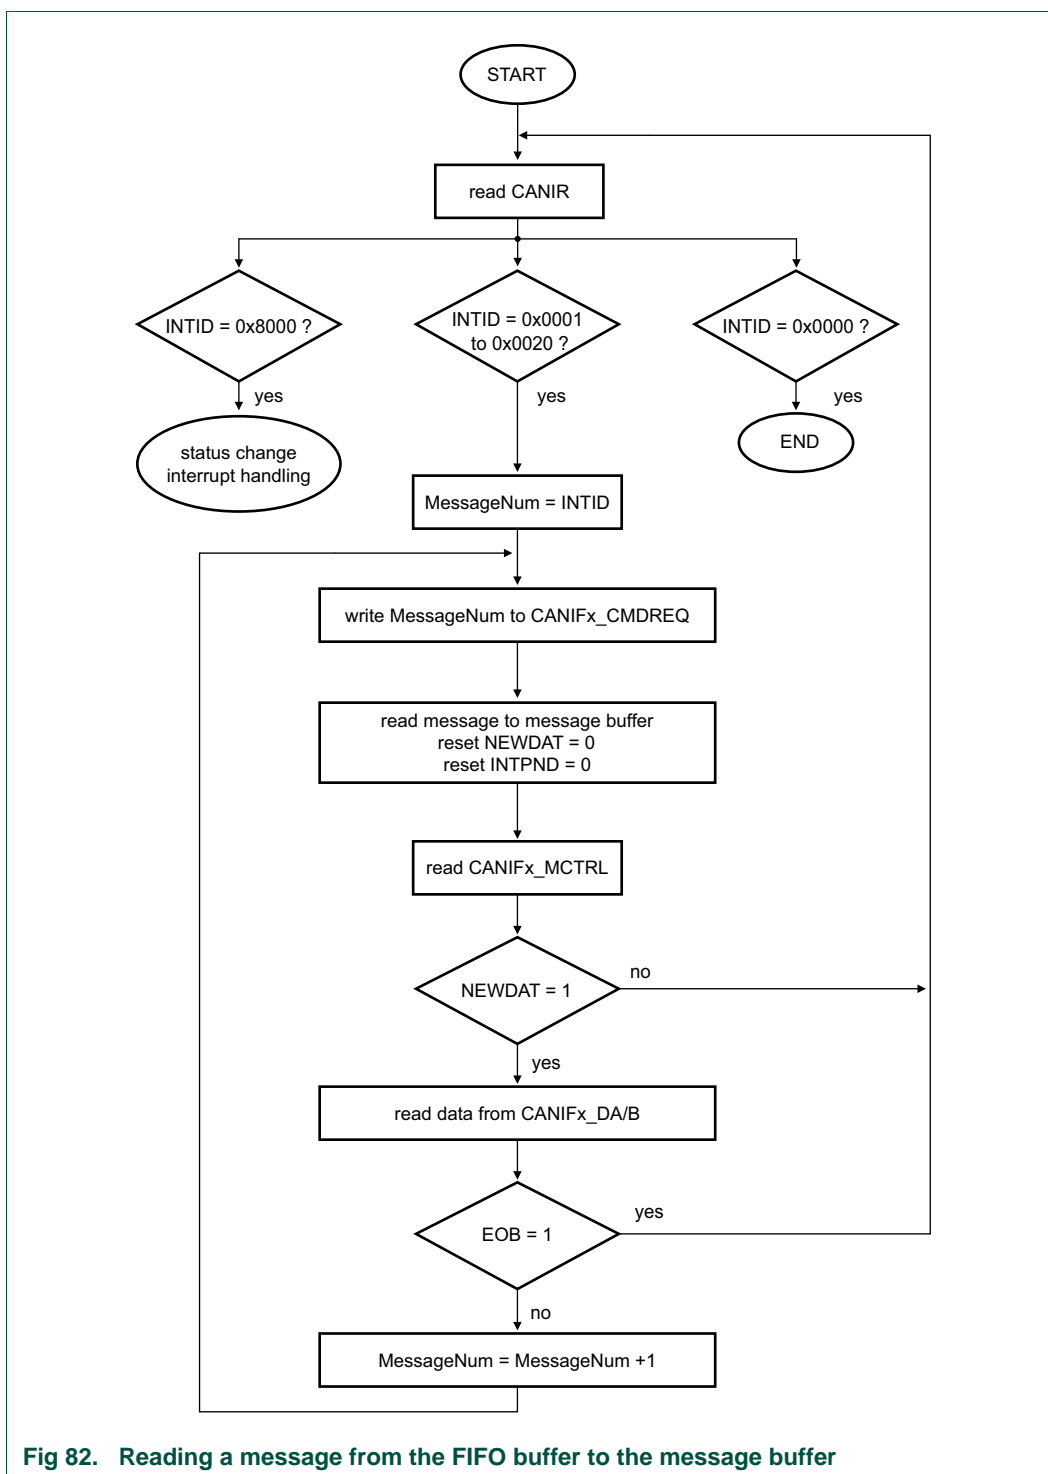 START
read CANIR
INTID = 0x8000 ?
INTID = 0x0001
to 0x0020 ?
INTID = 0x0000 ?
yes
yes
yes
status change
interrupt handling
END
MessageNum = INTID
write MessageNum to CANIFx_CMDREQ
read message to message buffer
reset NEWDAT = 0
reset INTPND = 0
read CANIFx_MCTRL
NEWDAT = 1
no
yes
read data from CANIFx_DA/B
EOB = 1
yes
no
MessageNum = MessageNum +1
Fig 82. Reading a message from the FIFO buffer to the message buffer